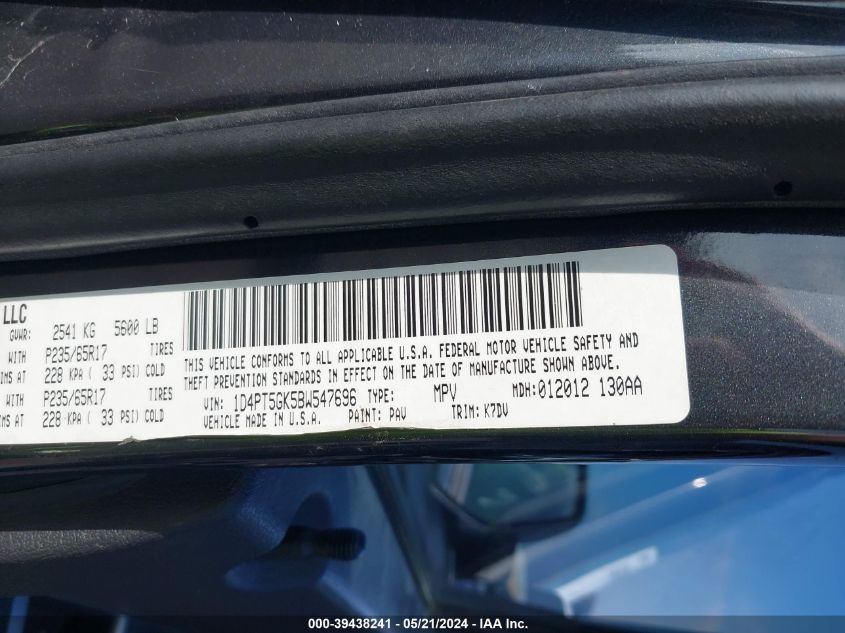 LLC
GVWR: 2541 KG 5600 LB
WITH P235/65R17 TIRES
IMS AT 228 KPA ( 33 PSI) COLD
WITH P235/65R17 TIRES
IMS AT 228 KPA ( 33 PSI) COLD
THIS VEHICLE CONFORMS TO ALL APPLICABLE U.S.A. FEDERAL MOTOR VEHICLE SAFETY AND
THEFT PREVENTION STANDARDS IN EFFECT ON THE DATE OF MANUFACTURE SHOWN ABOVE.
VIN: 1D4PT5GK5BW547696 TYPE: MPV MDH: 012012 130AA
VEHICLE MADE IN U.S.A. PAINT: PAV TRIM: K7DV
000-39438241 - 05/21/2024 - IAA Inc.